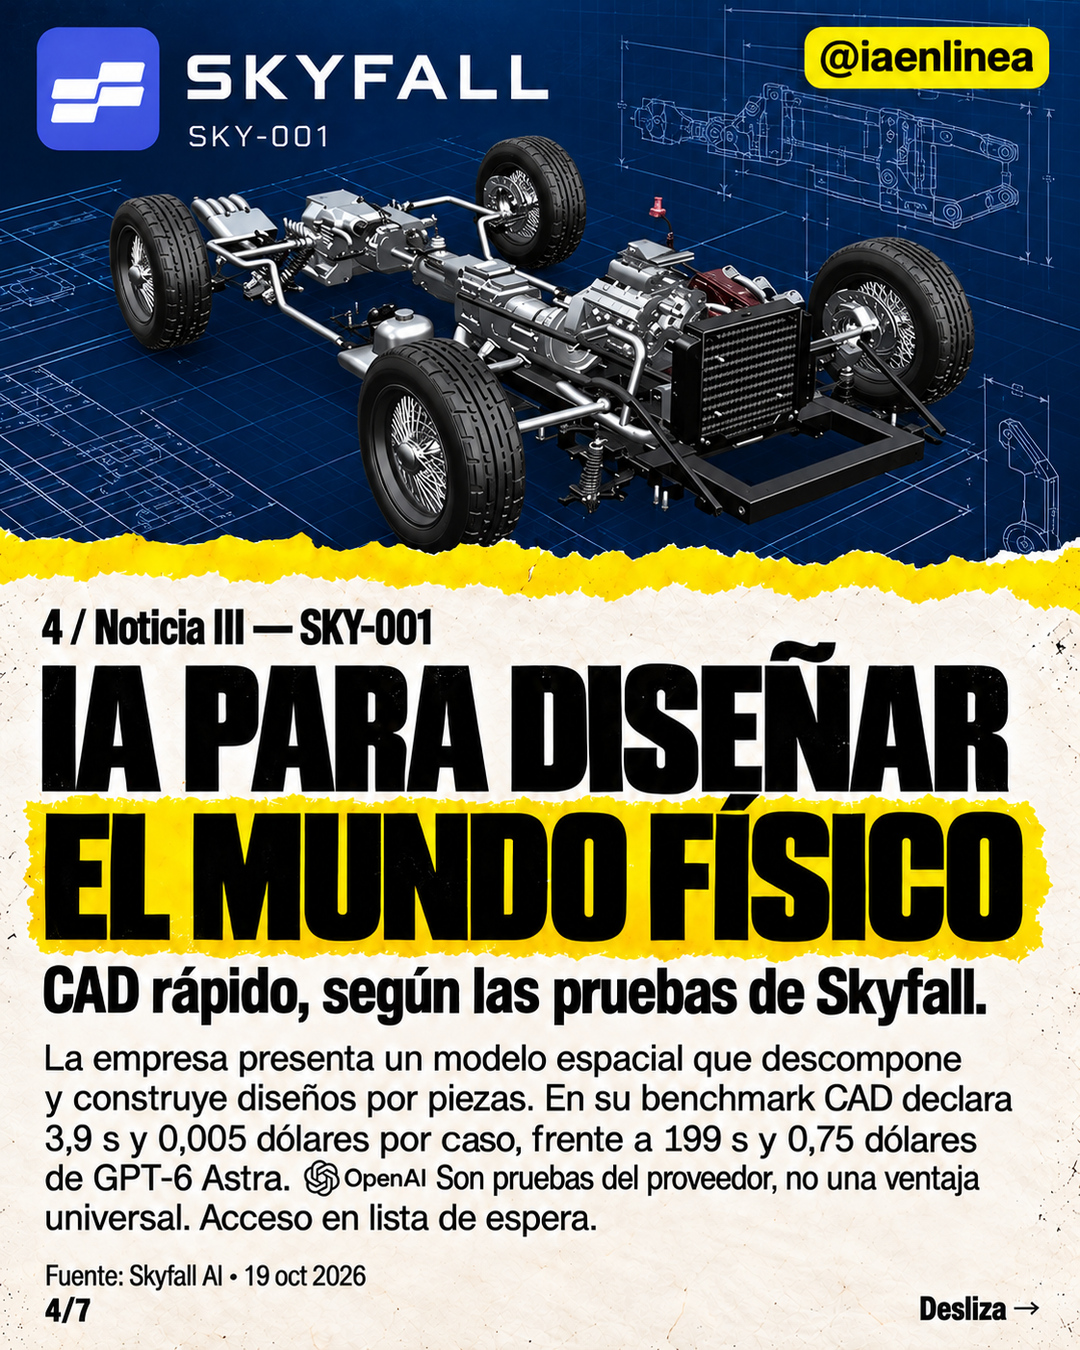 SKYFALL
SKY-001
@iaenlinea
4 / Noticia III — SKY-001
IA PARA DISEÑAR
EL MUNDO FÍSICO
CAD rápido, según las pruebas de Skyfall.
La empresa presenta un modelo espacial que descompone
y construye diseños por piezas. En su benchmark CAD declara
3,9 s y 0,005 dólares por caso, frente a 199 s y 0,75 dólares
de GPT-6 Astra. OpenAI Son pruebas del proveedor, no una ventaja
universal. Acceso en lista de espera.
Fuente: Skyfall AI • 19 oct 2026
4/7
Desliza →